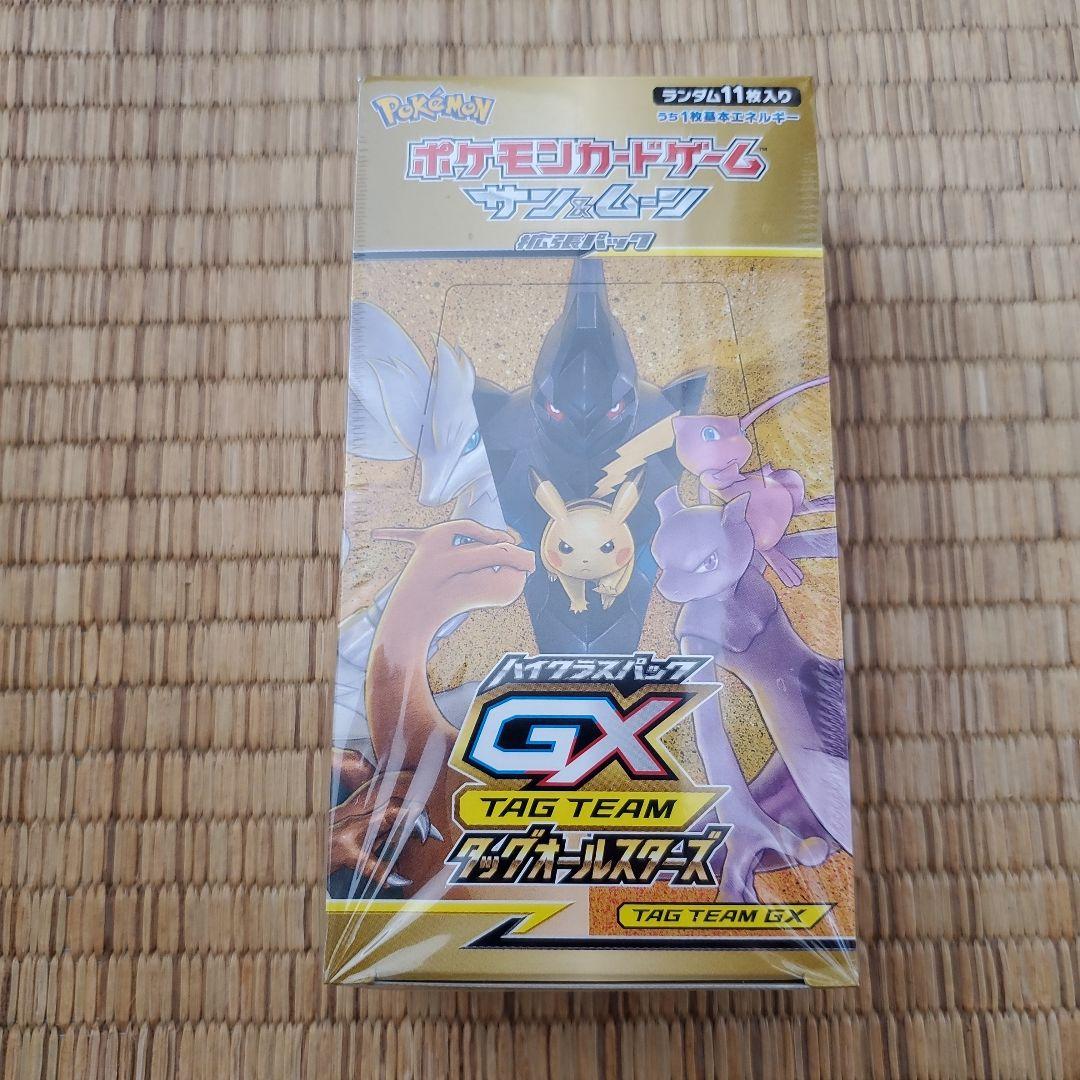 POKéMON
ランダム11枚入り
うち1枚基本エネルギー
ポケモンカードゲーム™
サン&ムーン
拡張パック
ハイクラスパック
GX
TAG TEAM
タッグオールスターズ
TAG TEAM GX